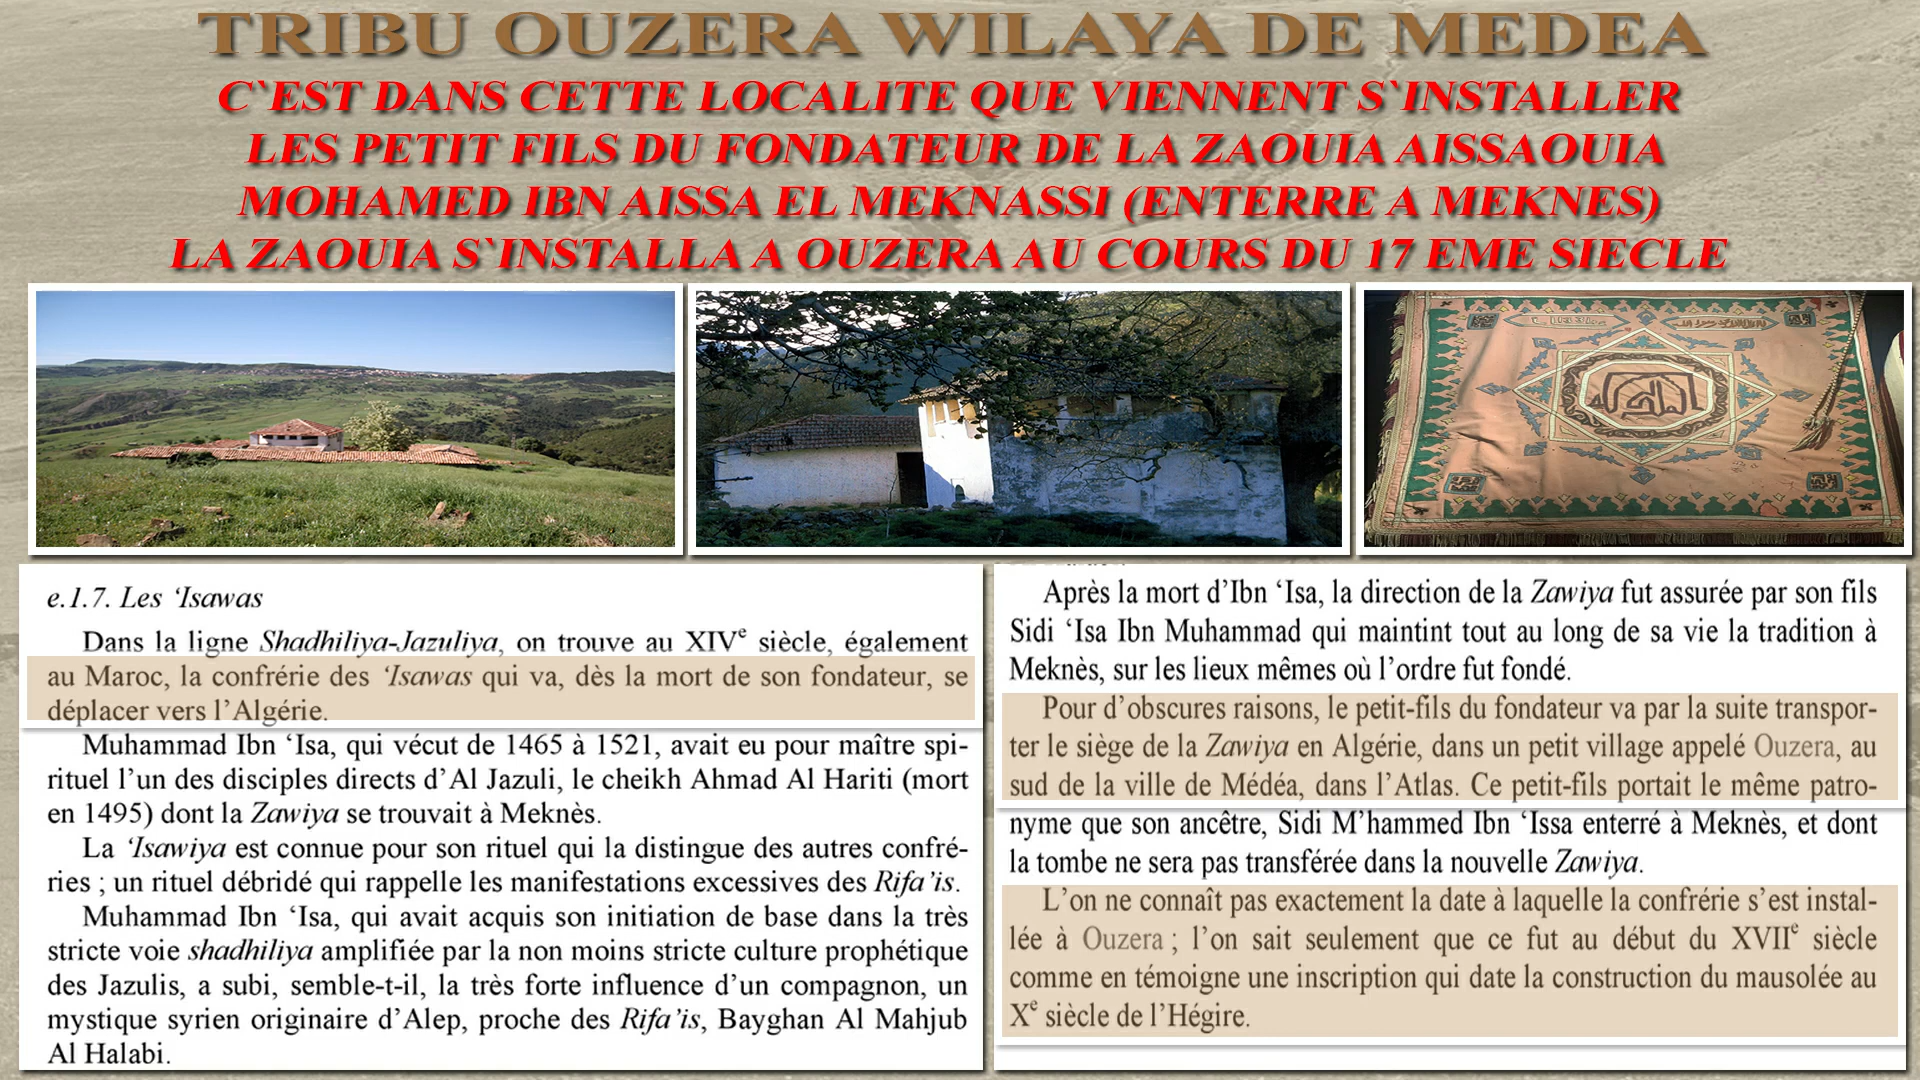 TRIBU OUZERA WILAYA DE MEDEA
C`EST DANS CETTE LOCALITE QUE VIENNENT S`INSTALLER
LES PETIT FILS DU FONDATEUR DE LA ZAOUIA AISSAOUIA
MOHAMED IBN AISSA EL MEKNASSI (ENTERRE A MEKNES)
LA ZAOUIA S`INSTALLA A OUZERA AU COURS DU 17 EME SIECLE
e.1.7. Les ‘Isawas
Dans la ligne Shadhiliya-Jazuliya, on trouve au XIVe siècle, également
au Maroc, la confrérie des ‘Isawas qui va, dès la mort de son fondateur, se
déplacer vers l’Algérie.
Muhammad Ibn ‘Isa, qui vécut de 1465 à 1521, avait eu pour maître spi-
rituel l’un des disciples directs d’Al Jazuli, le cheikh Ahmad Al Hariti (mort
en 1495) dont la Zawiya se trouvait à Meknès.
La ‘Isawiya est connue pour son rituel qui la distingue des autres confré-
ries ; un rituel débridé qui rappelle les manifestations excessives des Rifa’is.
Muhammad Ibn ‘Isa, qui avait acquis son initiation de base dans la très
stricte voie shadhiliya amplifiée par la non moins stricte culture prophétique
des Jazulis, a subi, semble-t-il, la très forte influence d’un compagnon, un
mystique syrien originaire d’Alep, proche des Rifa’is, Bayghan Al Mahjub
Al Halabi.
Après la mort d’Ibn ‘Isa, la direction de la Zawiya fut assurée par son fils
Sidi ‘Isa Ibn Muhammad qui maintint tout au long de sa vie la tradition à
Meknès, sur les lieux mêmes où l’ordre fut fondé.
Pour d’obscures raisons, le petit-fils du fondateur va par la suite transpor-
ter le siège de la Zawiya en Algérie, dans un petit village appelé Ouzera, au
sud de la ville de Médéa, dans l’Atlas. Ce petit-fils portait le même patro-
nyme que son ancêtre, Sidi M’hammed Ibn ‘Issa enterré à Meknès, et dont
la tombe ne sera pas transférée dans la nouvelle Zawiya.
L’on ne connaît pas exactement la date à laquelle la confrérie s’est instal-
lée à Ouzera ; l’on sait seulement que ce fut au début du XVIIe siècle
comme en témoigne une inscription qui date la construction du mausolée au
Xe siècle de l’Hégire.